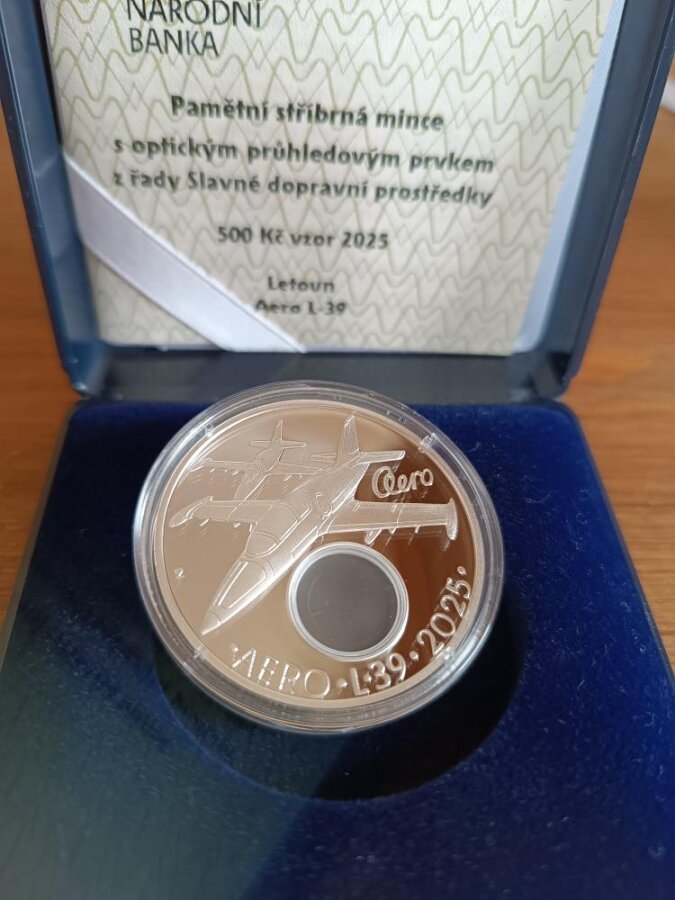 NÁRODNÍ
BANKA
Pamětní stříbrná mince
s optickým průhledovým prvkem
z řady Slavné dopravní prostředky
500 Kč vzor 2025
Letoun
Aero L-39
Aero
·AERO·L·39·2025·